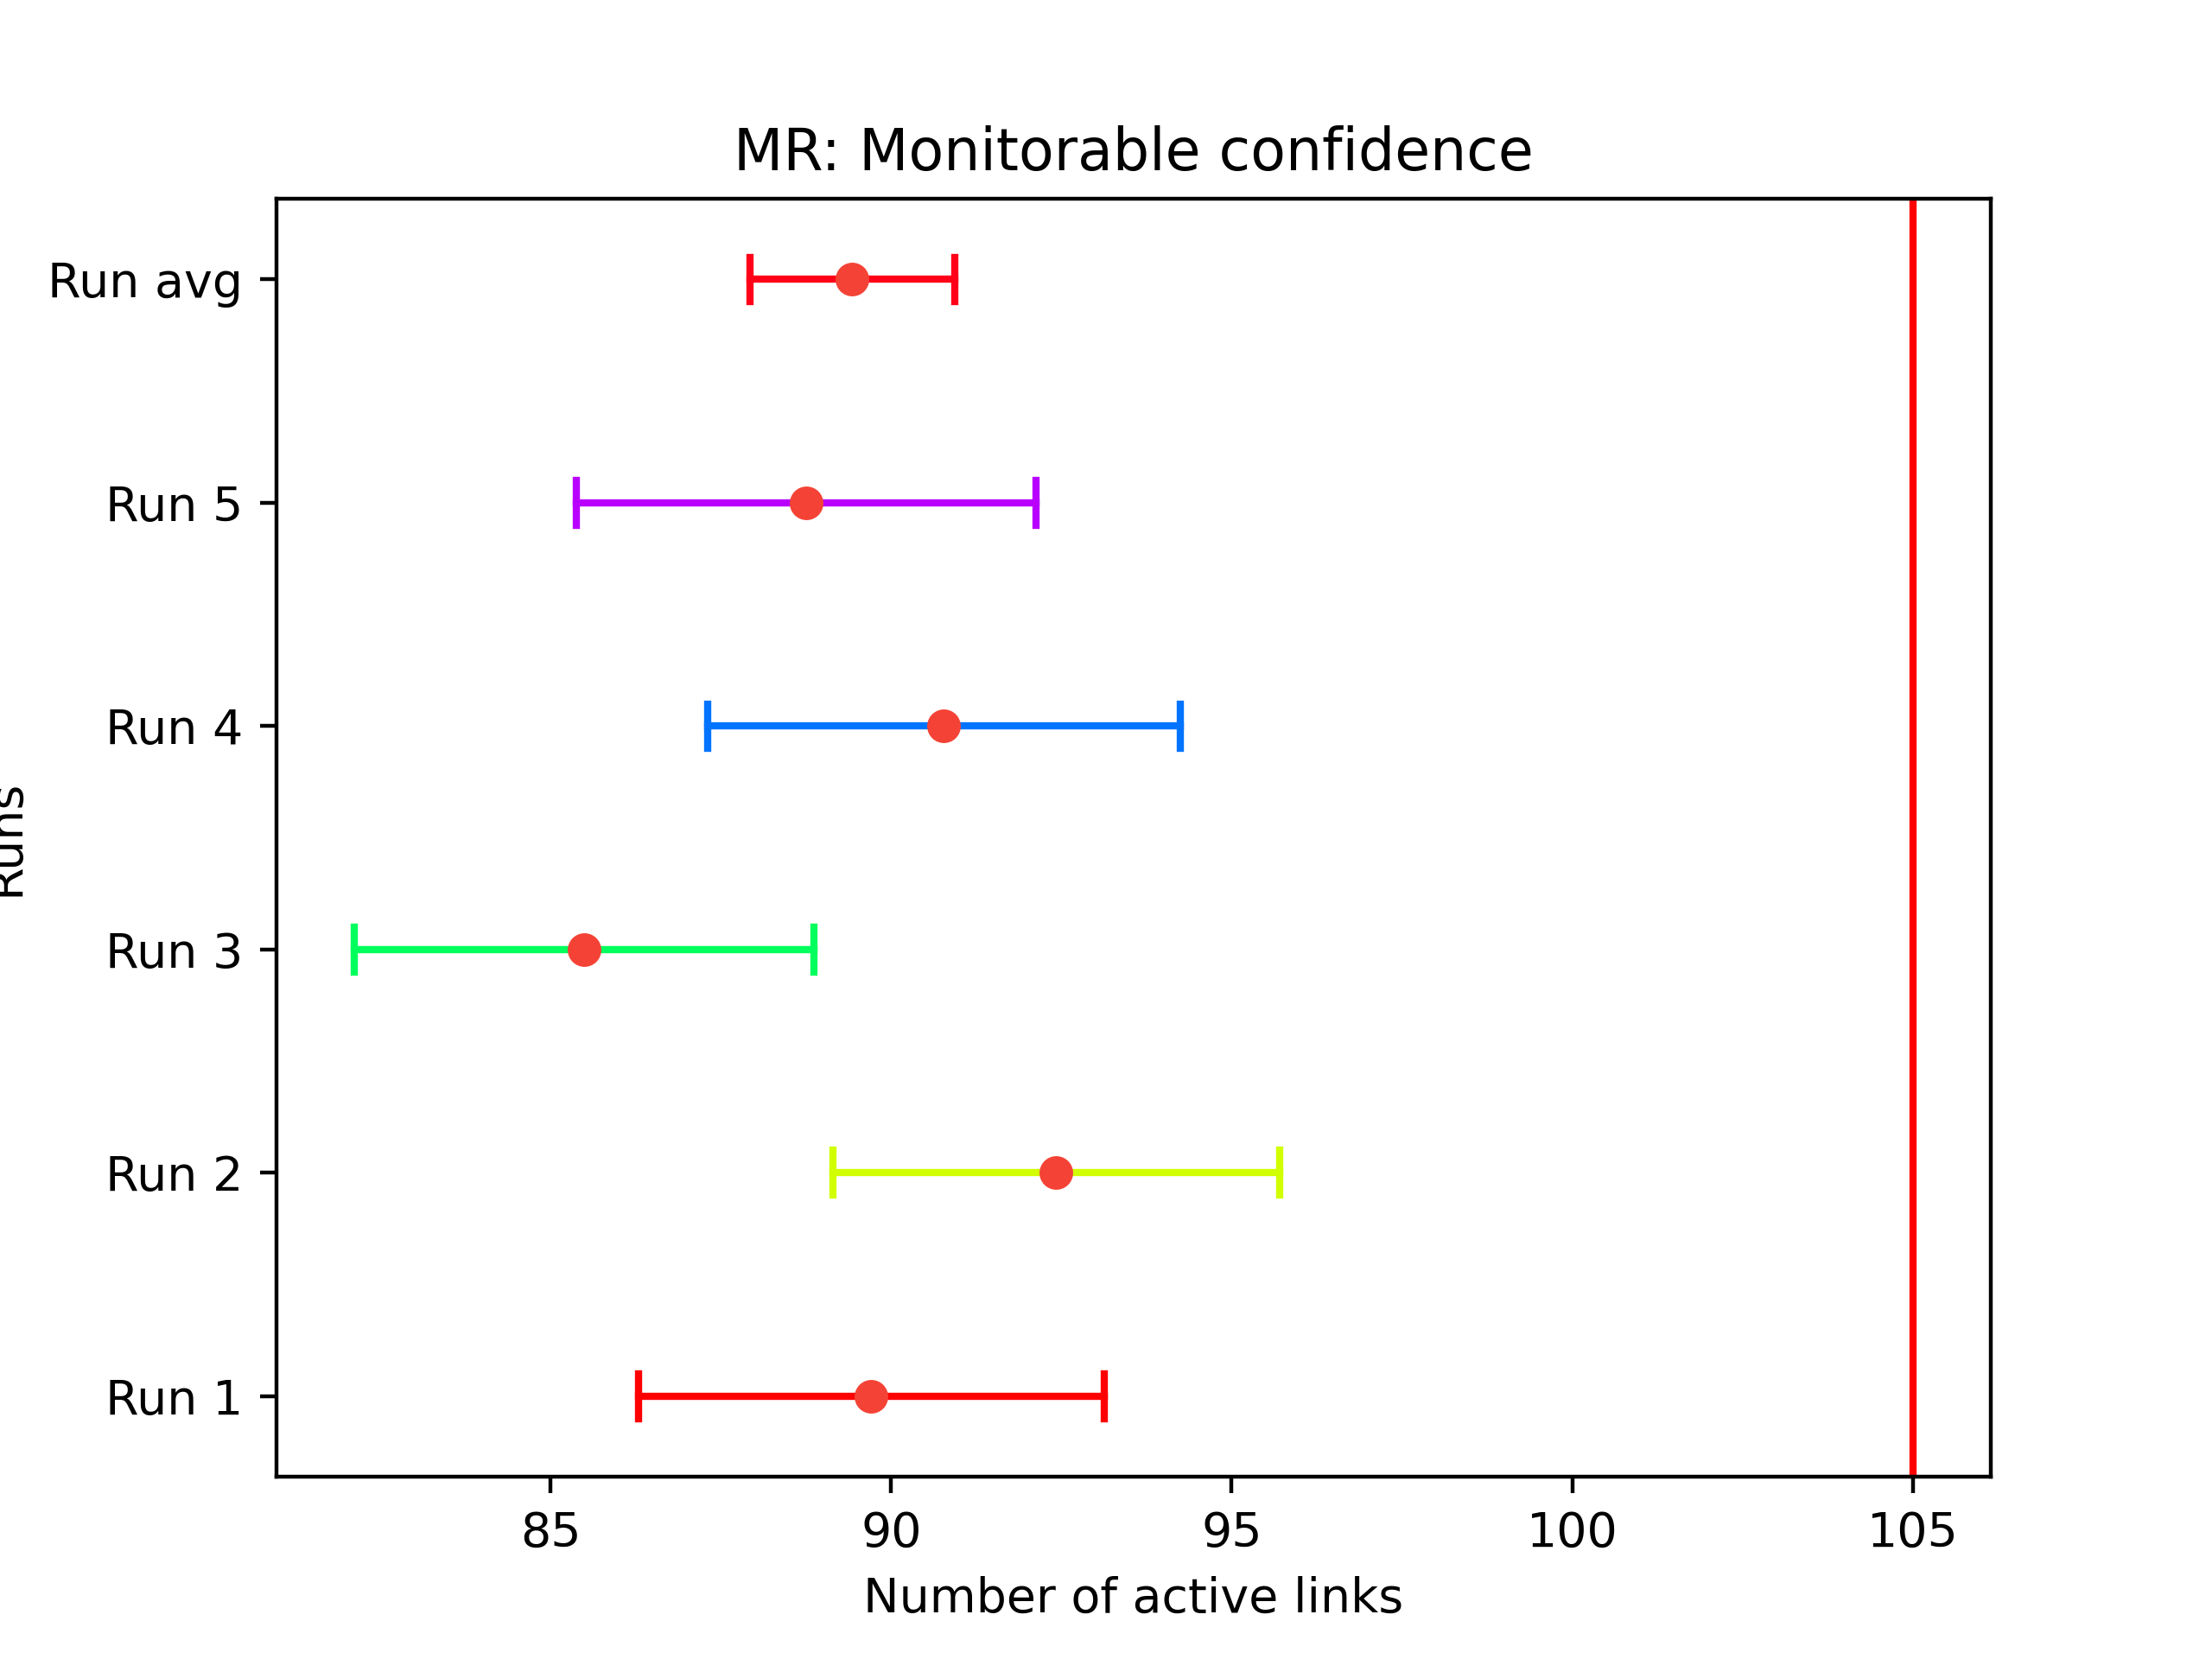 MR: Monitorable confidence
Run avg
Run 5
Run 4
Run 3
Run 2
Run 1
Runs
85 90 95 100 105
Number of active links